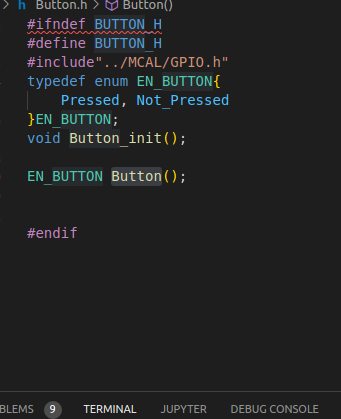 > h Button.h > Button()
#ifndef BUTTON_H
#define BUTTON_H
#include"../MCAL/GPIO.h"
typedef enum EN_BUTTON{
    Pressed, Not_Pressed
}EN_BUTTON;
void Button_init();
EN_BUTTON Button();
#endif
BLEMS 9 TERMINAL JUPYTER DEBUG CONSOLE